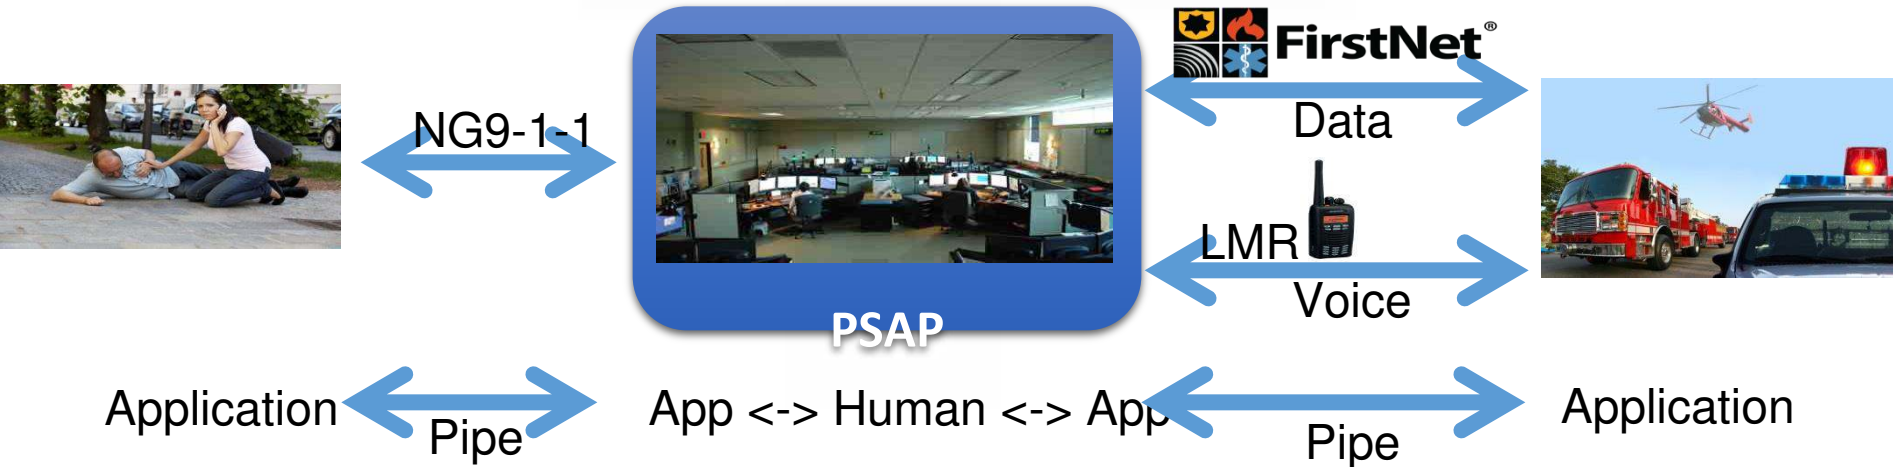 FirstNet®
NG9-1-1
Data
LMR
Voice
PSAP
Application
Pipe
App <-> Human <-> App
Pipe
Application